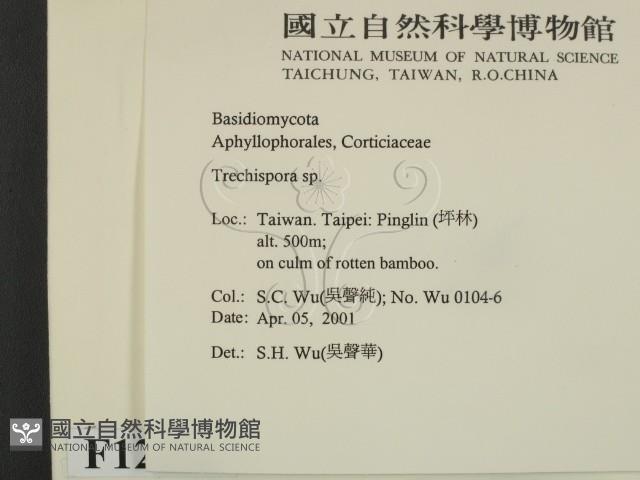 國立自然科學博物館
NATIONAL MUSEUM OF NATURAL SCIENCE
TAICHUNG, TAIWAN, R.O.CHINA
Basidiomycota
Aphyllophorales, Corticiaceae
Trechispora sp.
Loc.: Taiwan. Taipei: Pinglin (坪林)
alt. 500m;
on culm of rotten bamboo.
Col.: S.C. Wu(吳聲純); No. Wu 0104-6
Date: Apr. 05, 2001
Det.: S.H. Wu(吳聲華)
國立自然科學博物館
NATIONAL MUSEUM OF NATURAL SCIENCE